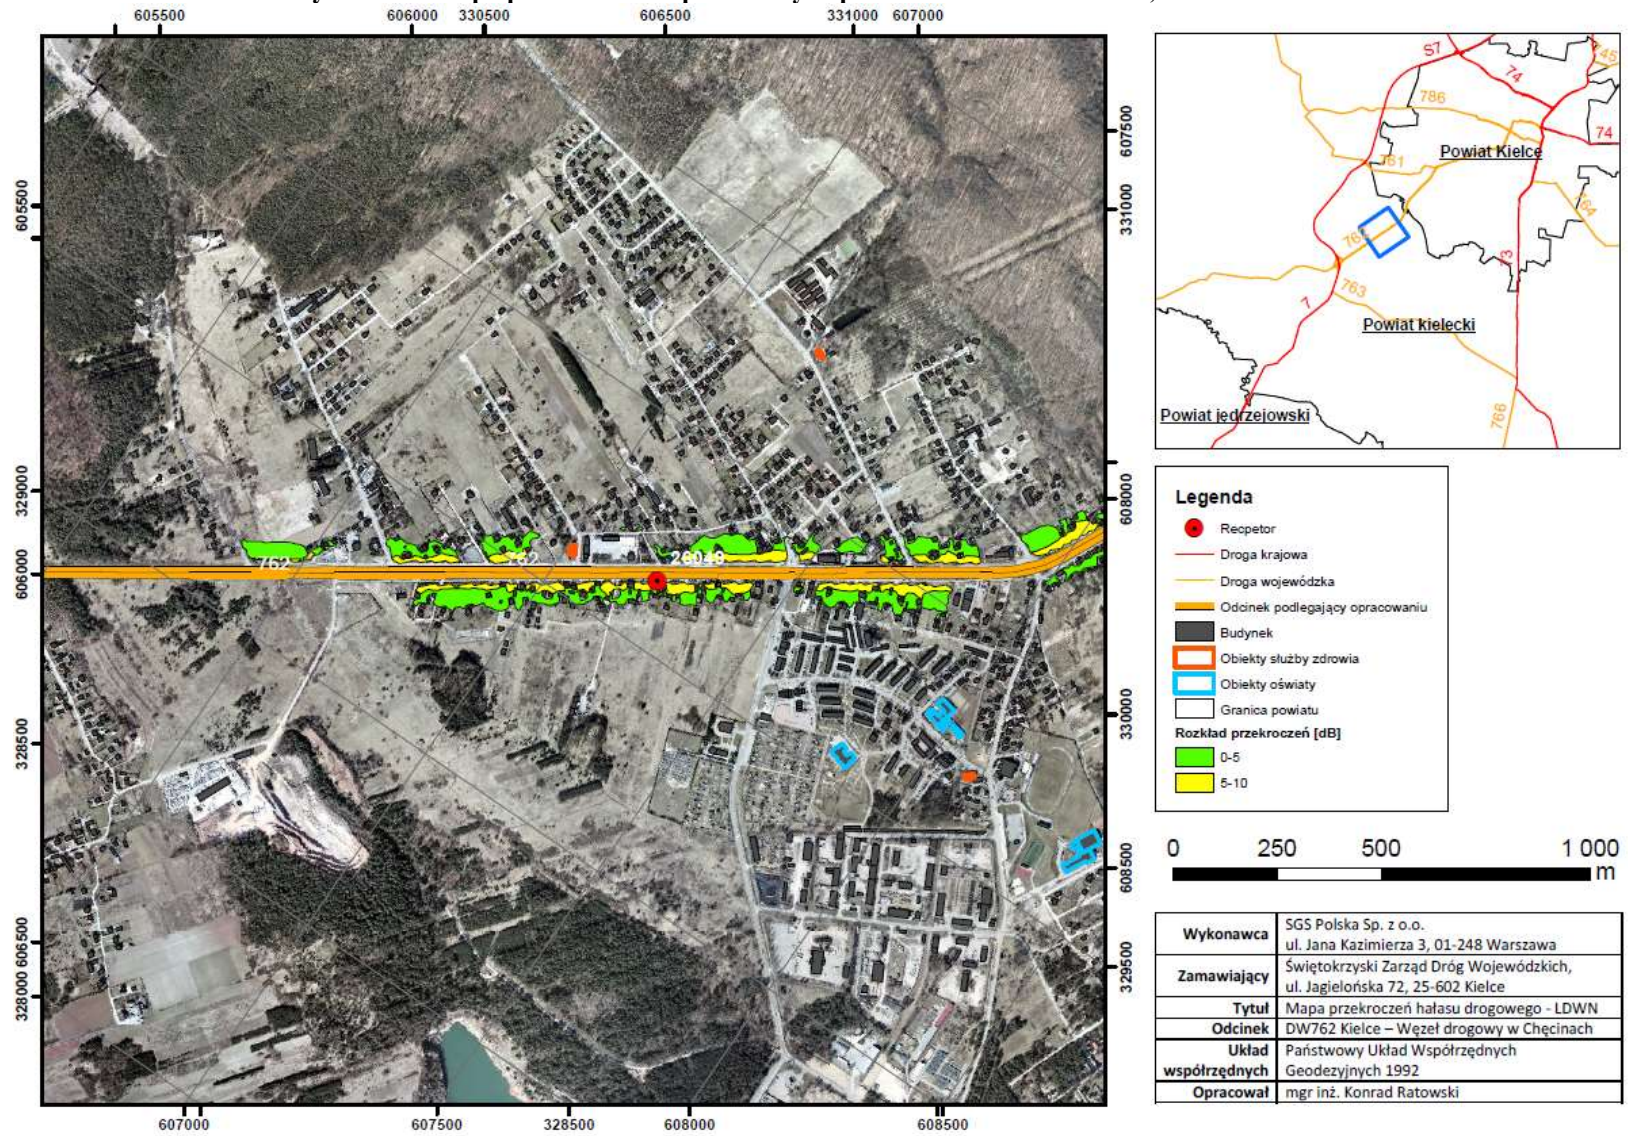 605500
606000
330500
606500
331000
607000
605500
329000
606000
328500
606500
328000
607500
331000
608000
330000
608500
329500
607000
607500
328500
608000
608500
762
762
26048
S7
74
745
786
74
Powiat Kielce
761
764
762
73
763
7
Powiat kielecki
766
Powiat jędrzejowski
Legenda
Recpetor
Droga krajowa
Droga wojewódzka
Odcinek podlegający opracowaniu
Budynek
Obiekty służby zdrowia
Obiekty oświaty
Granica powiatu
Rozkład przekroczeń [dB]
0-5
5-10
0 250 500 1 000
m
Wykonawca SGS Polska Sp. z o.o.
ul. Jana Kazimierza 3, 01-248 Warszawa
Zamawiający Świętokrzyski Zarząd Dróg Wojewódzkich,
ul. Jagielońska 72, 25-602 Kielce
Tytuł Mapa przekroczeń hałasu drogowego - LDWN
Odcinek DW762 Kielce – Węzeł drogowy w Chęcinach
Układ współrzędnych Państwowy Układ Współrzędnych
Geodezyjnych 1992
Opracował mgr inż. Konrad Ratowski